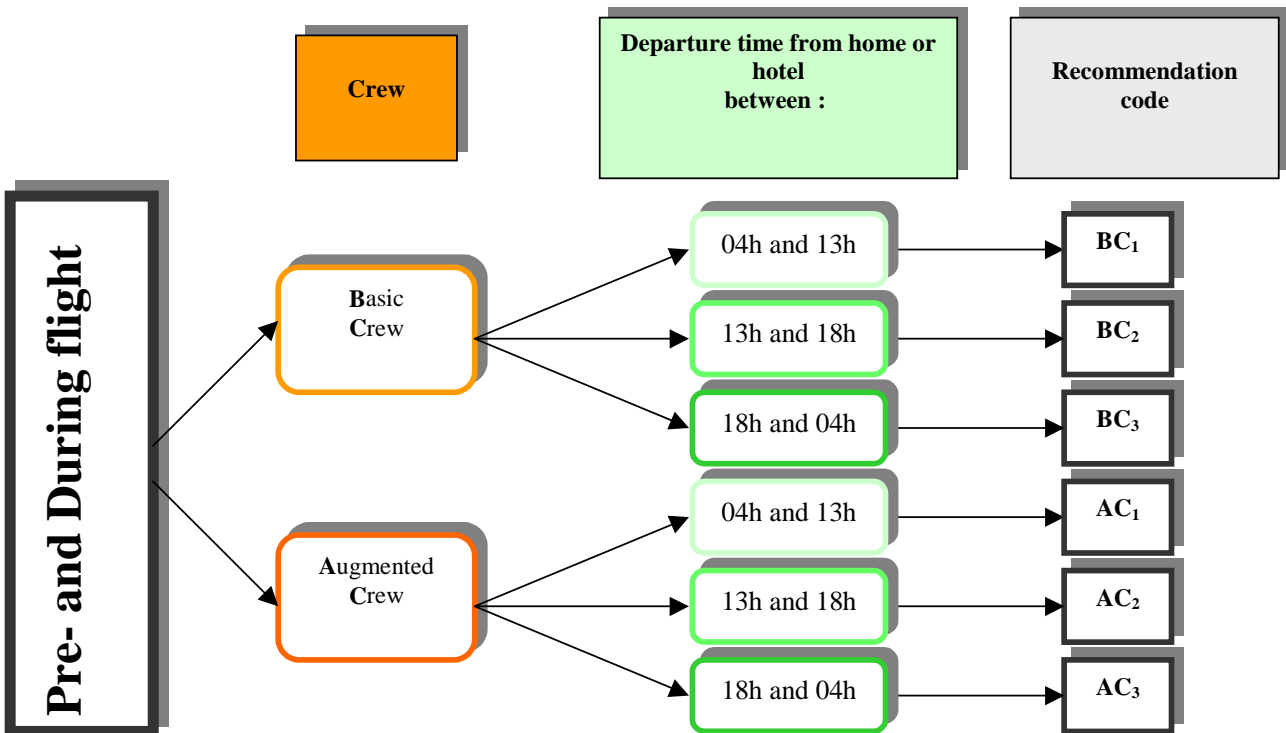 Crew
Departure time from home or
hotel
between :
Recommendation
code
Pre- and During flight
Basic
Crew
04h and 13h
BC₁
13h and 18h
BC₂
18h and 04h
BC₃
Augmented
Crew
04h and 13h
AC₁
13h and 18h
AC₂
18h and 04h
AC₃